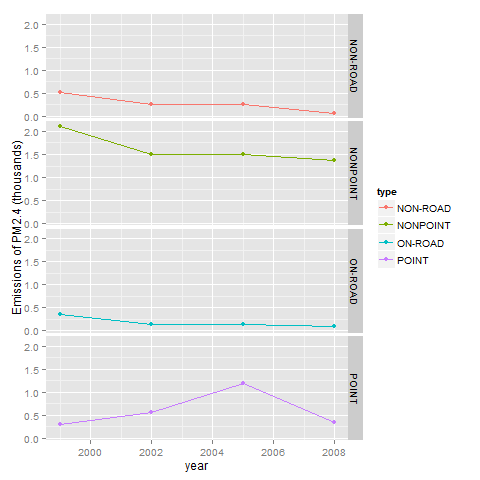 Emissions of PM2.4 (thousands)
2.0
1.5
1.0
0.5
0.0
NON-ROAD
2.0
1.5
1.0
0.5
0.0
NONPOINT
2.0
1.5
1.0
0.5
0.0
ON-ROAD
2.0
1.5
1.0
0.5
0.0
POINT
2000 2002 2004 2006 2008
year
type
NON-ROAD
NONPOINT
ON-ROAD
POINT